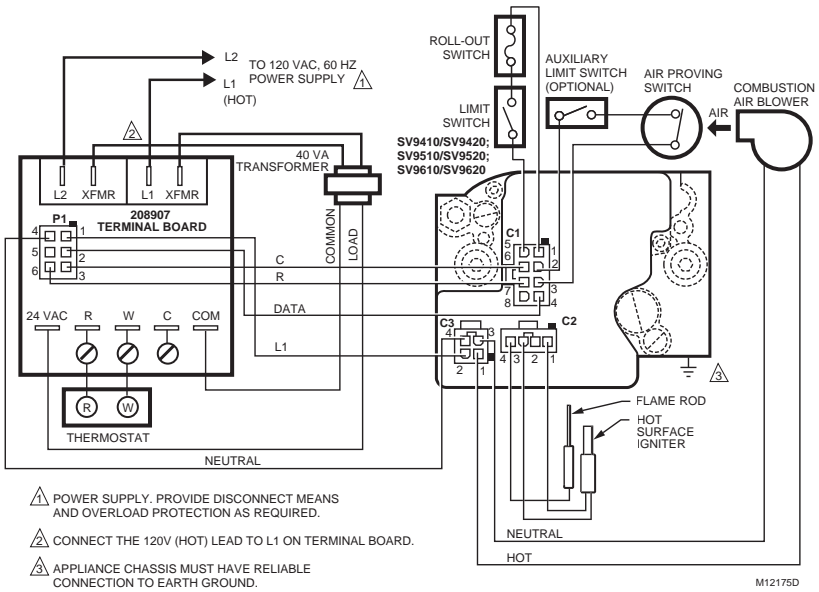 L2
TO 120 VAC, 60 HZ
POWER SUPPLY 1
L1
(HOT)
ROLL-OUT
SWITCH
LIMIT
SWITCH
SV9410/SV9420;
SV9510/SV9520;
SV9610/SV9620
AUXILIARY
LIMIT SWITCH
(OPTIONAL)
AIR PROVING
SWITCH
AIR
COMBUSTION
AIR BLOWER
2
40 VA
TRANSFORMER
L2 XFMR L1 XFMR
208907
TERMINAL BOARD
P1
4 1
5 2
6 3
COMMON
LOAD
C
R
DATA
L1
C1
5 1
6 2
7 3
8 4
24 VAC R W C COM
R W
THERMOSTAT
C3
4 3
2 1
C2
4 3 2 1
3
FLAME ROD
HOT
SURFACE
IGNITER
NEUTRAL
NEUTRAL
HOT
1 POWER SUPPLY. PROVIDE DISCONNECT MEANS
AND OVERLOAD PROTECTION AS REQUIRED.
2 CONNECT THE 120V (HOT) LEAD TO L1 ON TERMINAL BOARD.
3 APPLIANCE CHASSIS MUST HAVE RELIABLE
CONNECTION TO EARTH GROUND.
M12175D